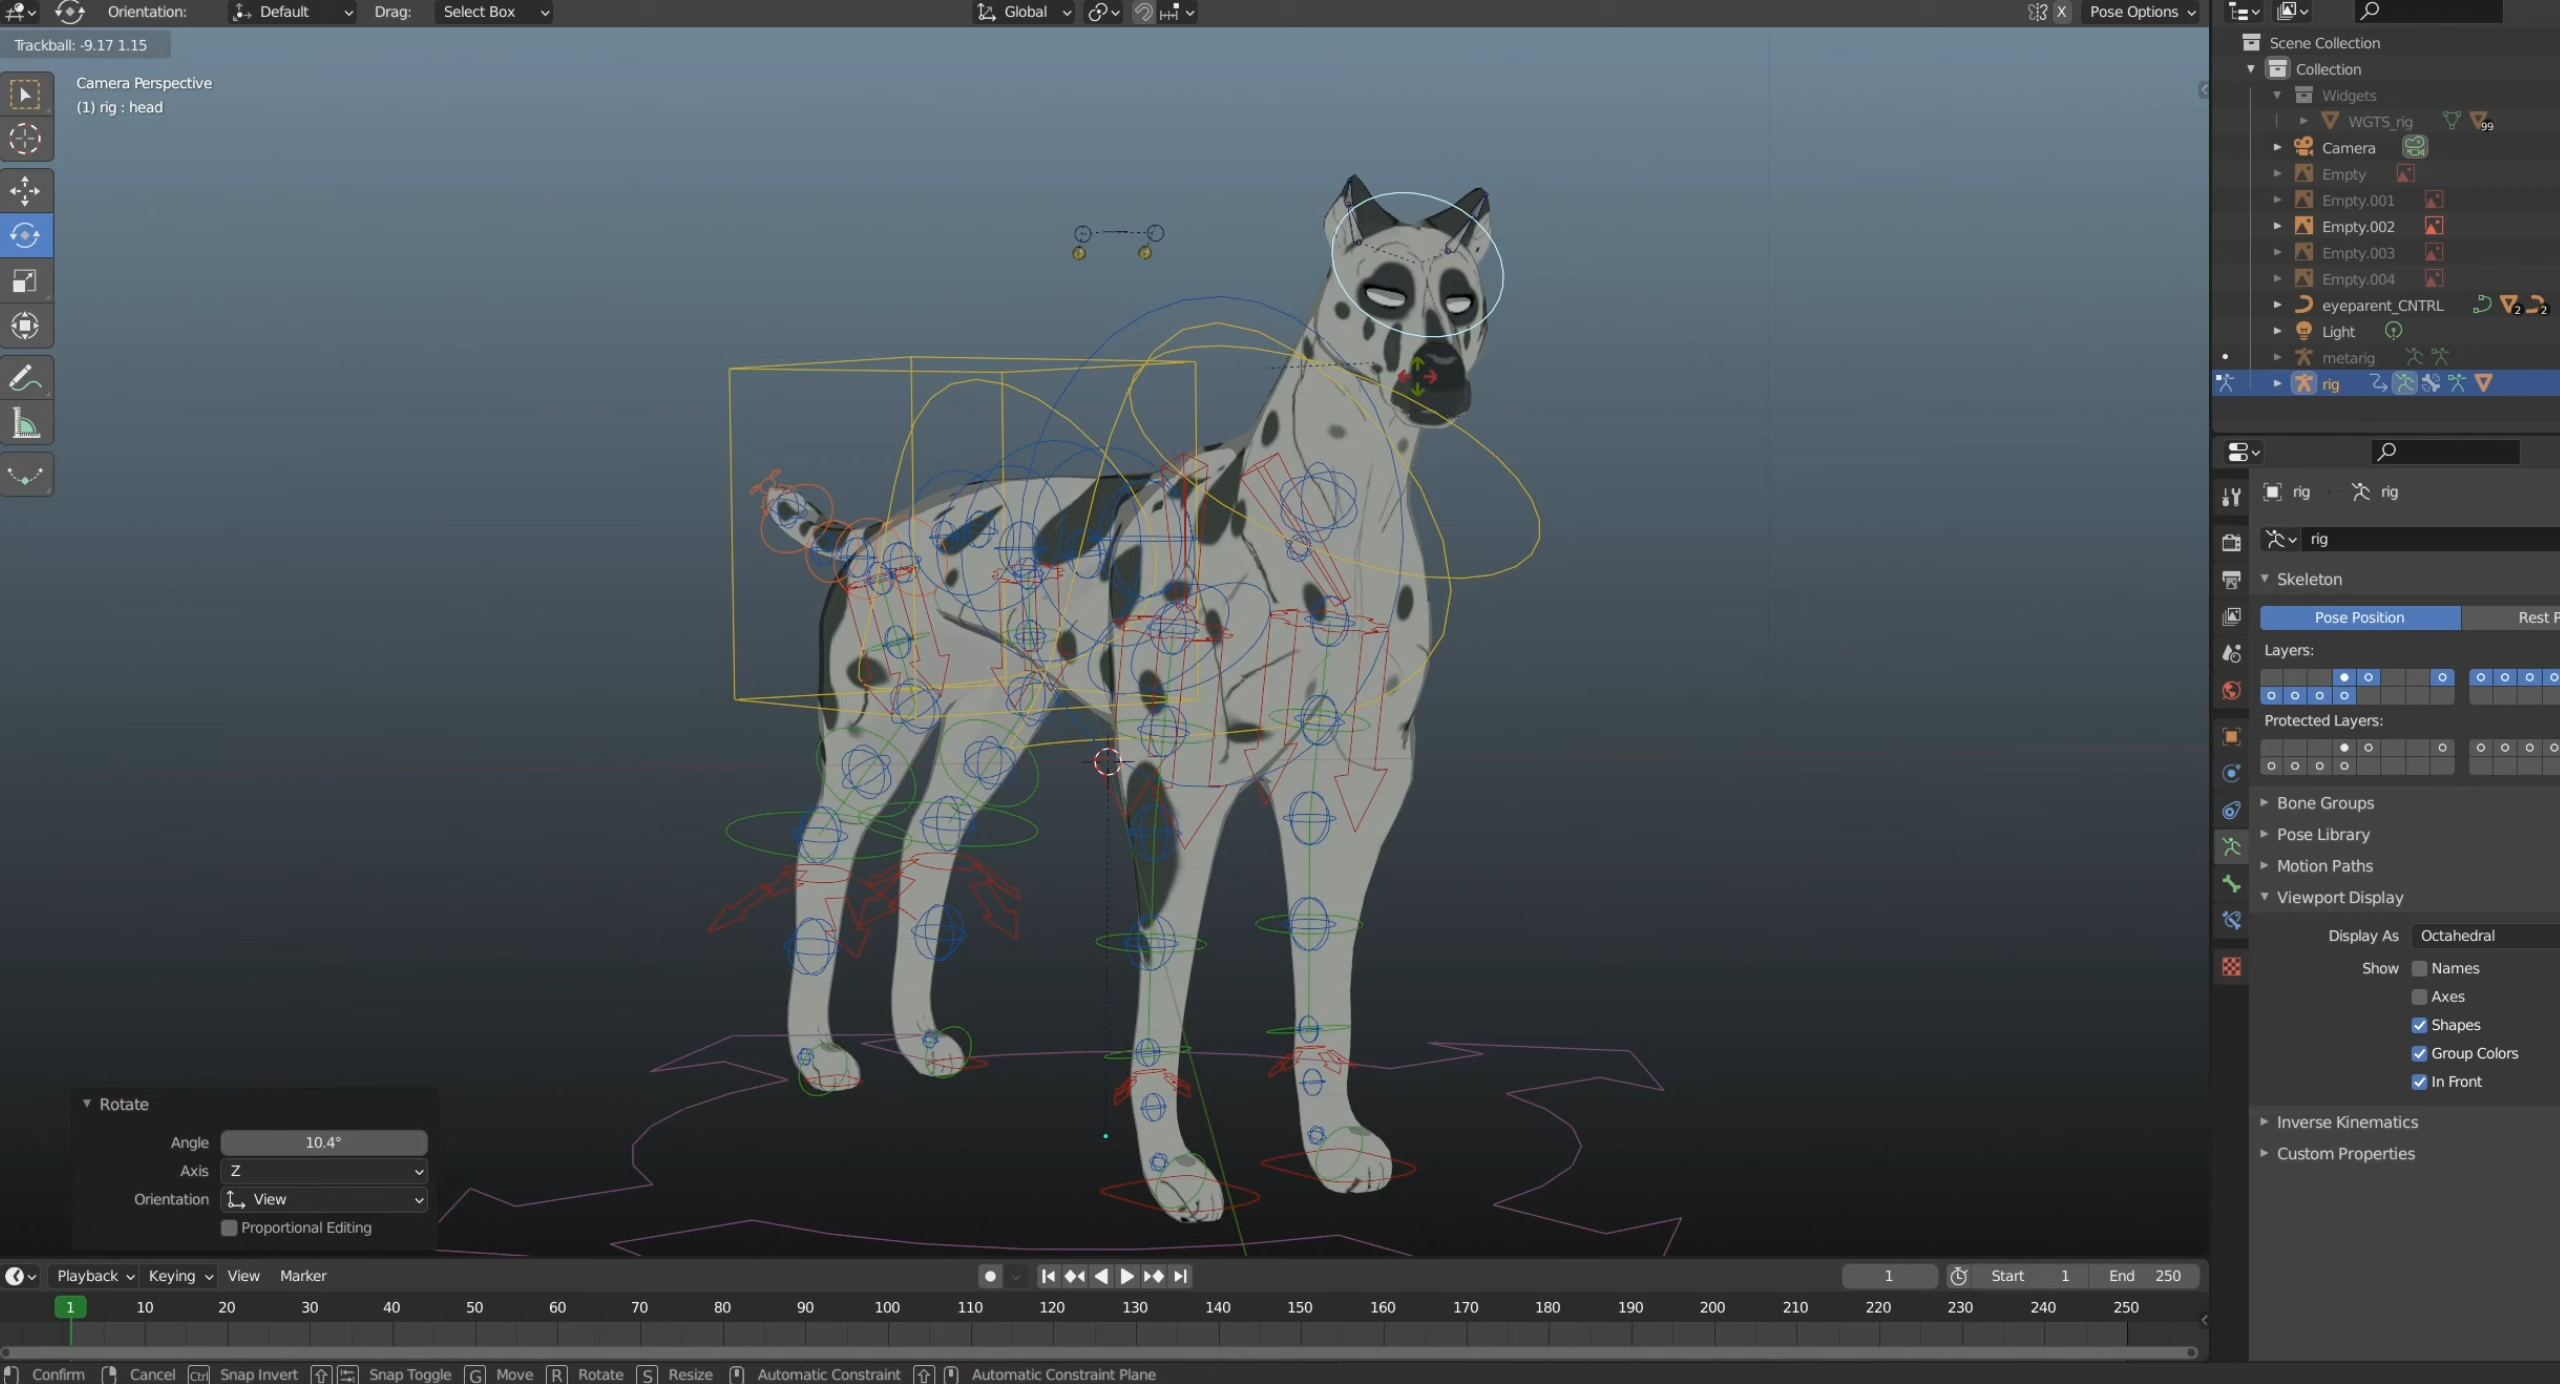 Orientation: Default Drag: Select Box Global X Pose Options
Trackball: -9.17 1.15
Camera Perspective
(1) rig : head
Rotate
Angle 10.4°
Axis Z
Orientation View
Proportional Editing
Scene Collection
Collection
Widgets
WGTS_rig 99
Camera
Empty
Empty.001
Empty.002
Empty.003
Empty.004
eyeparent_CNTRL 2 2
Light
metarig
rig
rig rig
rig
Skeleton
Pose Position Rest P
Layers:
Protected Layers:
Bone Groups
Pose Library
Motion Paths
Viewport Display
Display As Octahedral
Show Names
Axes
Shapes
Group Colors
In Front
Inverse Kinematics
Custom Properties
Playback Keying View Marker 1 Start 1 End 250
1 10 20 30 40 50 60 70 80 90 100 110 120 130 140 150 160 170 180 190 200 210 220 230 240 250
Confirm Cancel Ctrl Snap Invert Snap Toggle G Move R Rotate S Resize Automatic Constraint Automatic Constraint Plane